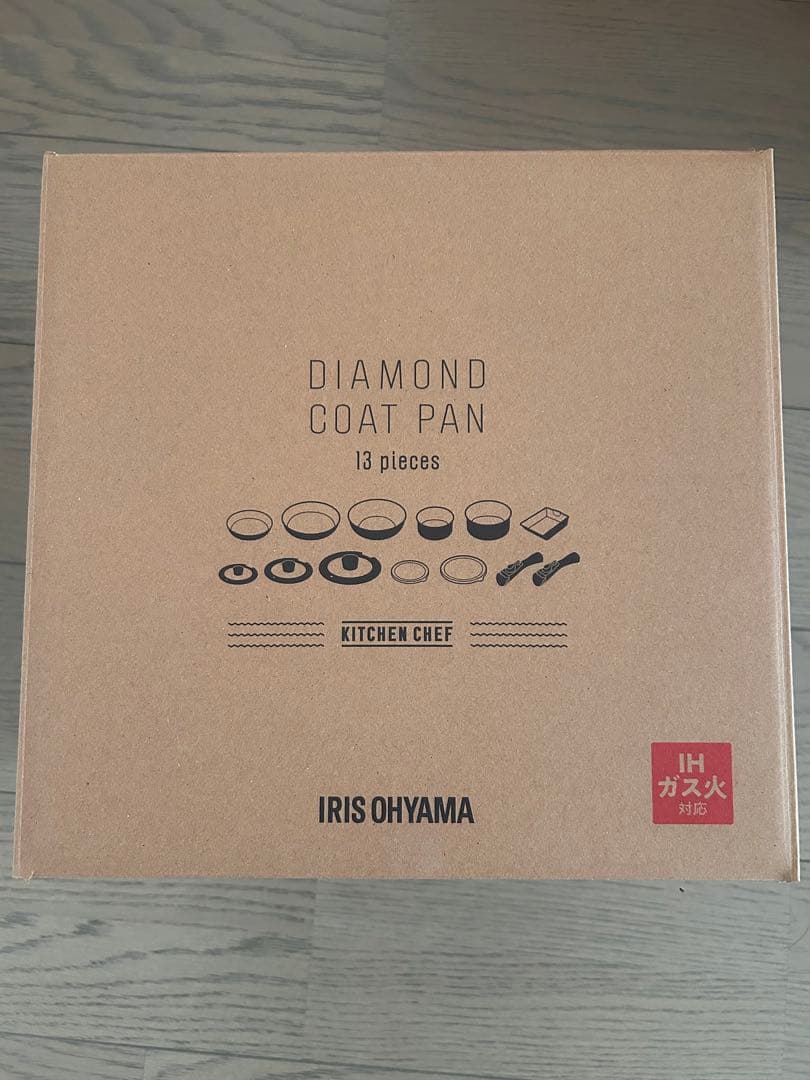 DIAMOND
COAT PAN
13 pieces
KITCHEN CHEF
IRIS OHYAMA
IH
ガス火
対応